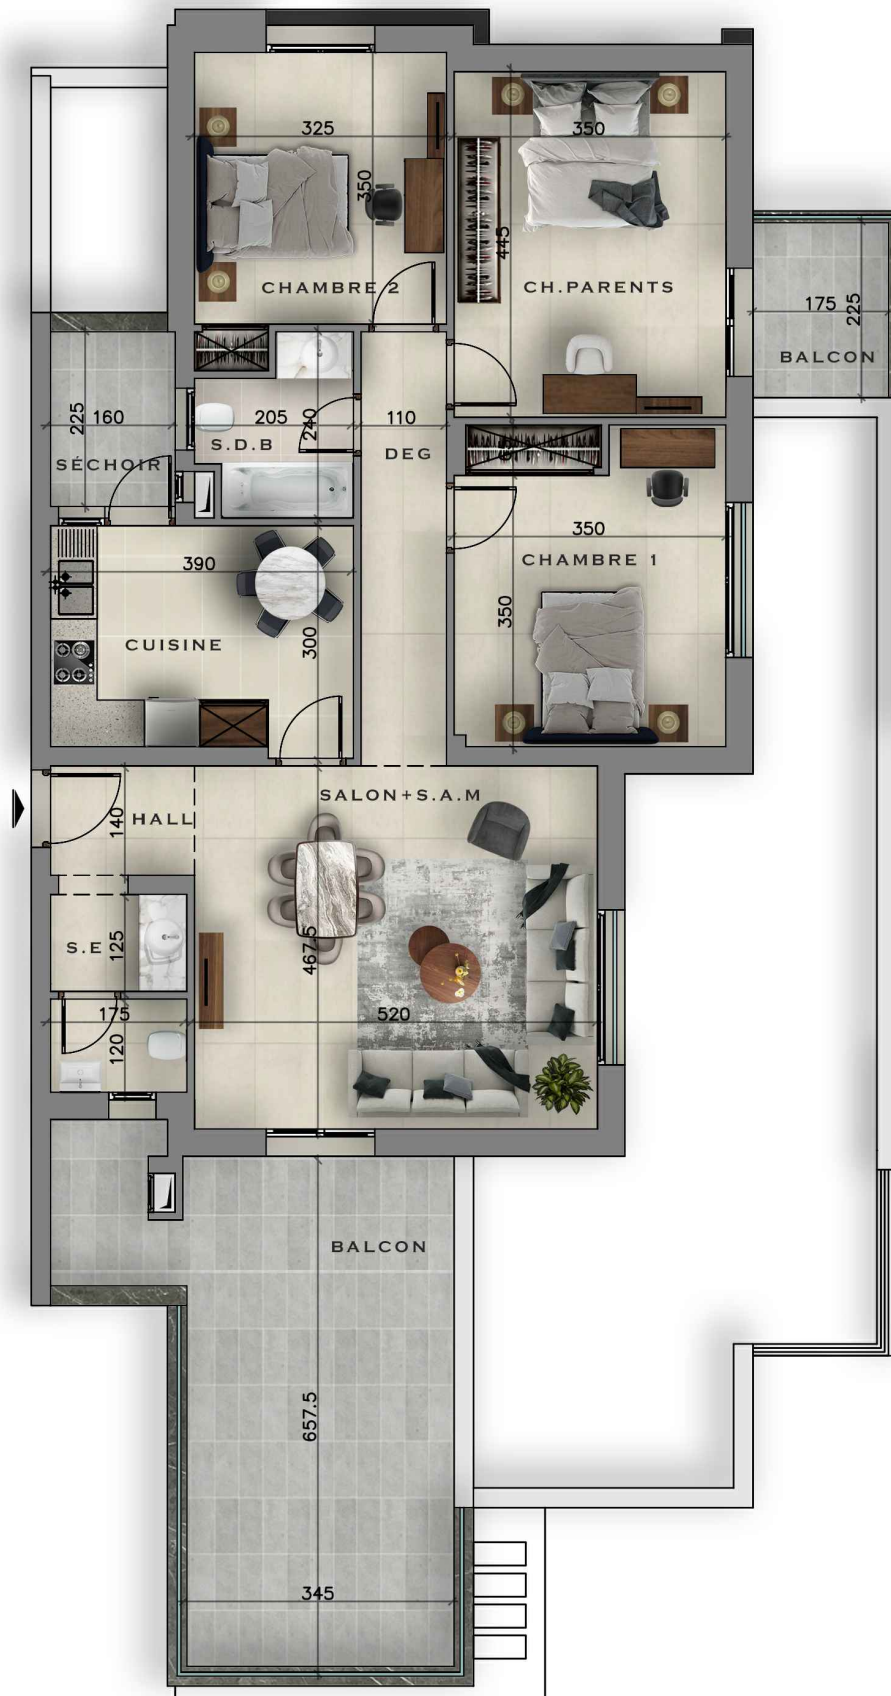 325
350
350
445
CHAMBRE 2
CH.PARENTS
175
225
BALCON
225
160
205
240
110
S.D.B
DEG
SÉCHOIR
350
390
CHAMBRE 1
350
300
CUISINE
SALON+S.A.M
140
HALL
S.E
125
467.5
175
520
120
BALCON
657.5
345